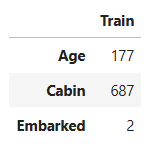 Train
Age 177
Cabin 687
Embarked 2